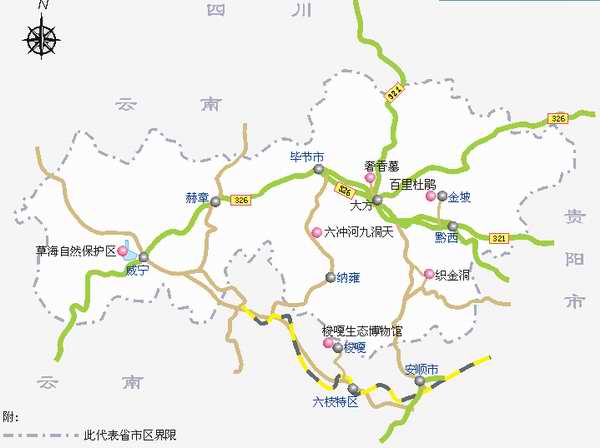 N
四 川
321
云 南
326
毕节市
奢香墓
百里杜鹃
赫章
326
326
大方
金坡
贵阳市
六冲河九洞天
黔西
321
草海自然保护区
威宁
纳雍
织金洞
梭嘎生态博物馆
梭嘎
云 南
安顺市
六枝特区
附：
此代表省市区界限